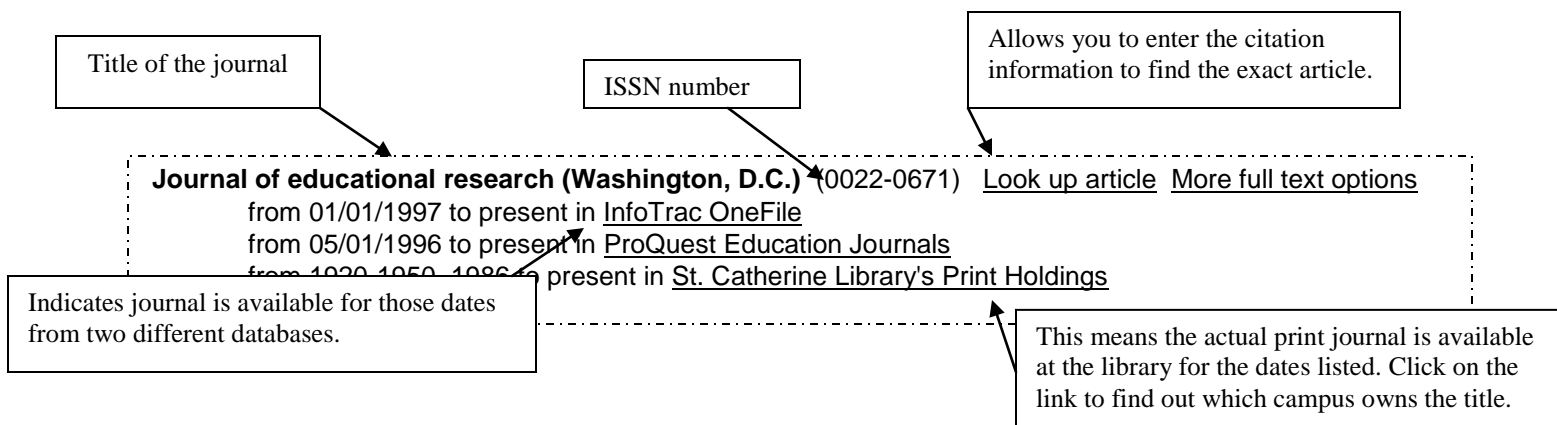 Title of the journal
ISSN number
Allows you to enter the citation
information to find the exact article.
Journal of educational research (Washington, D.C.) (0022-0671) Look up article More full text options
from 01/01/1997 to present in InfoTrac OneFile
from 05/01/1996 to present in ProQuest Education Journals
from 1920-1950, 1986 to present in St. Catherine Library's Print Holdings
Indicates journal is available for those dates
from two different databases.
This means the actual print journal is available
at the library for the dates listed. Click on the
link to find out which campus owns the title.